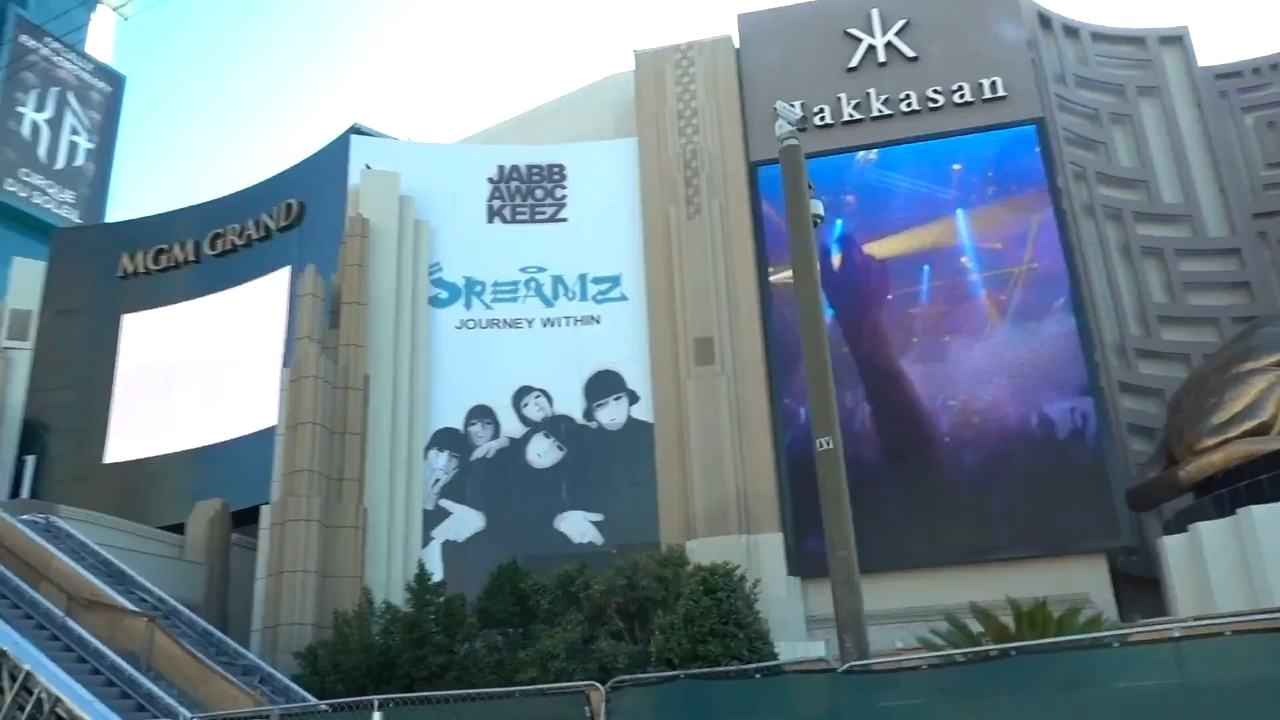 KÀ
CIRQUE
DU SOLEIL
MGM GRAND
JABB
AWOC
KEEZ
DREAMZ
JOURNEY WITHIN
Hakkasan